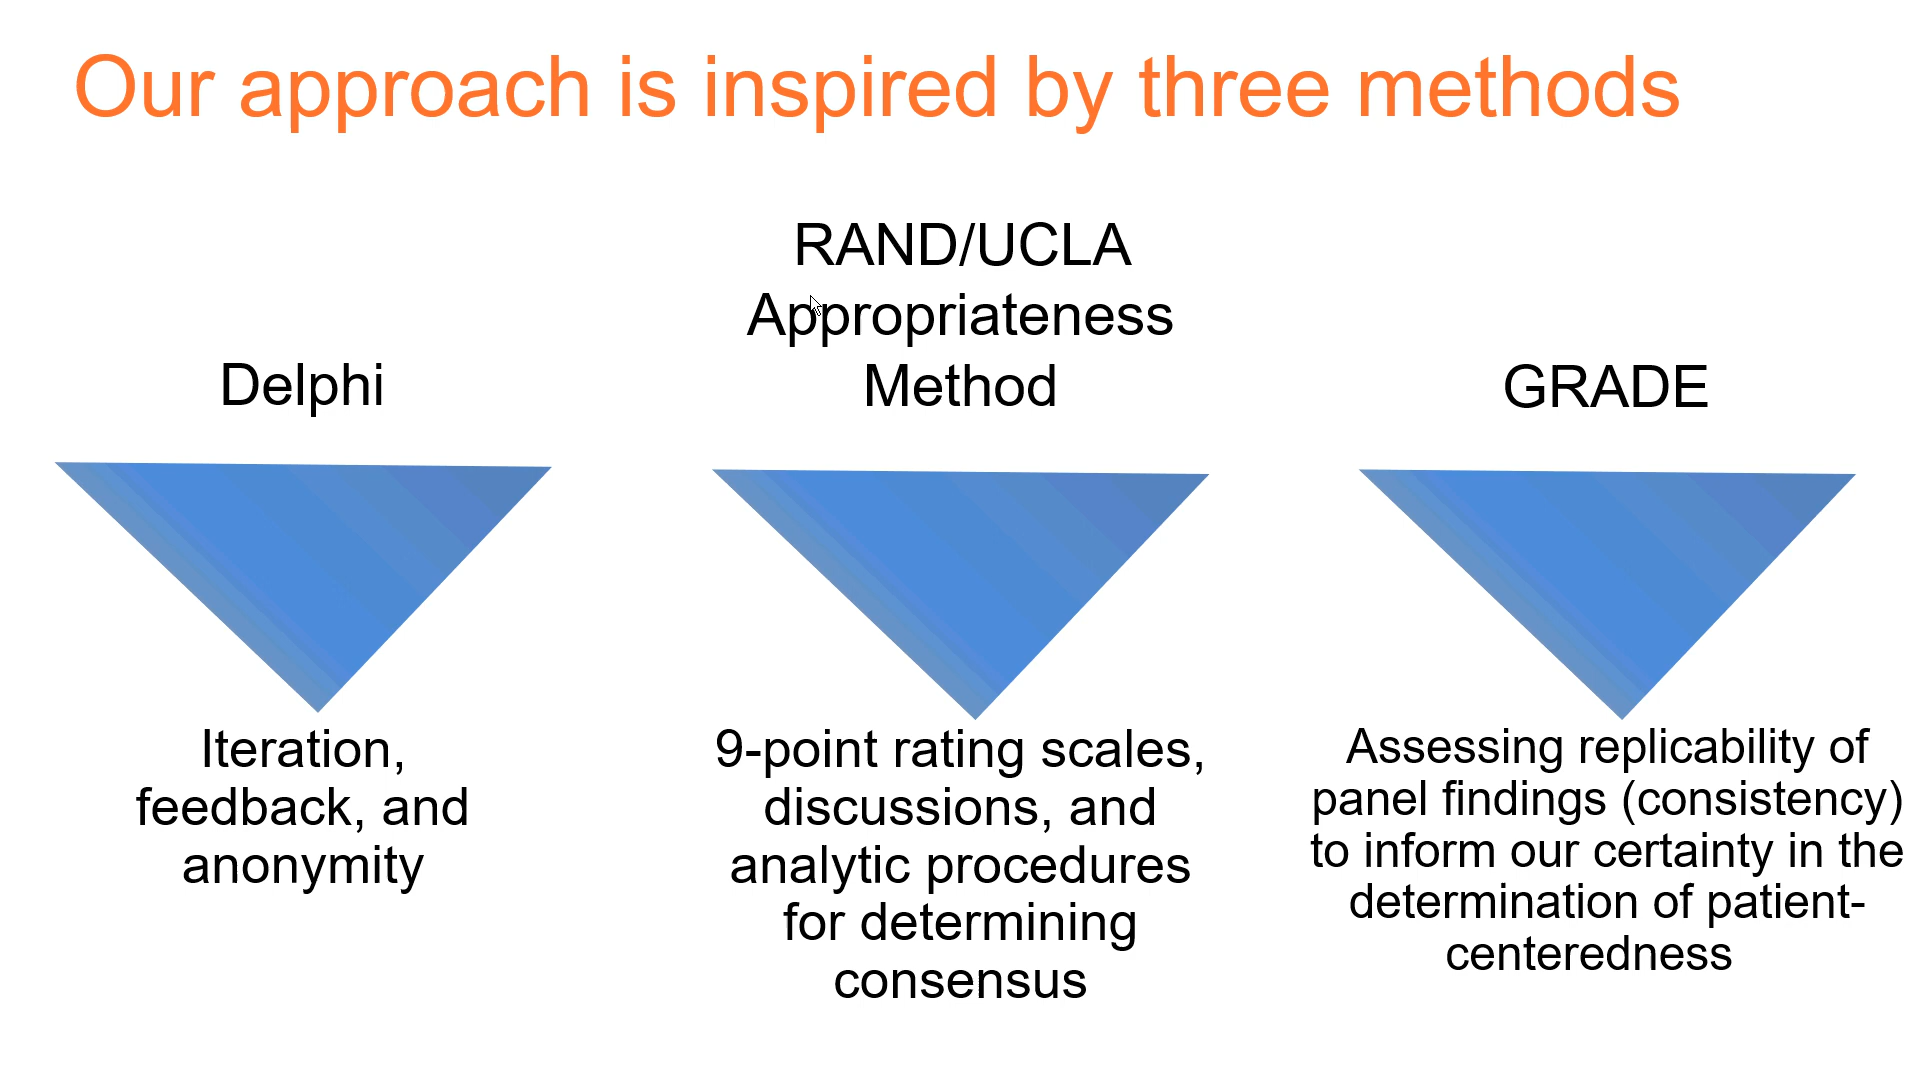 Our approach is inspired by three methods
Delphi
RAND/UCLA
Appropriateness
Method
GRADE
Iteration,
feedback, and
anonymity
9-point rating scales,
discussions, and
analytic procedures
for determining
consensus
Assessing replicability of
panel findings (consistency)
to inform our certainty in the
determination of patient-
centeredness